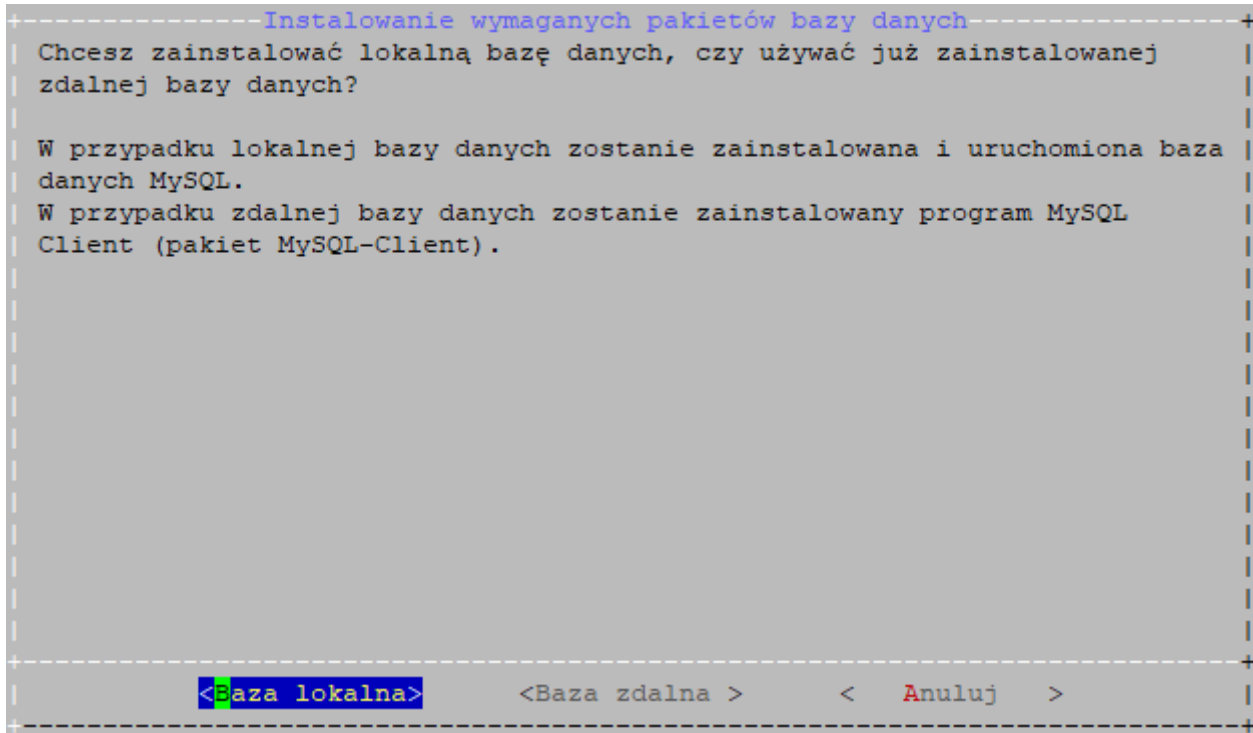 Instalowanie wymaganych pakietów bazy danych
Chcesz zainstalować lokalną bazę danych, czy używać już zainstalowanej
zdalnej bazy danych?
W przypadku lokalnej bazy danych zostanie zainstalowana i uruchomiona baza
danych MySQL.
W przypadku zdalnej bazy danych zostanie zainstalowany program MySQL
Client (pakiet MySQL-Client).
<Baza lokalna> <Baza zdalna > < Anuluj >